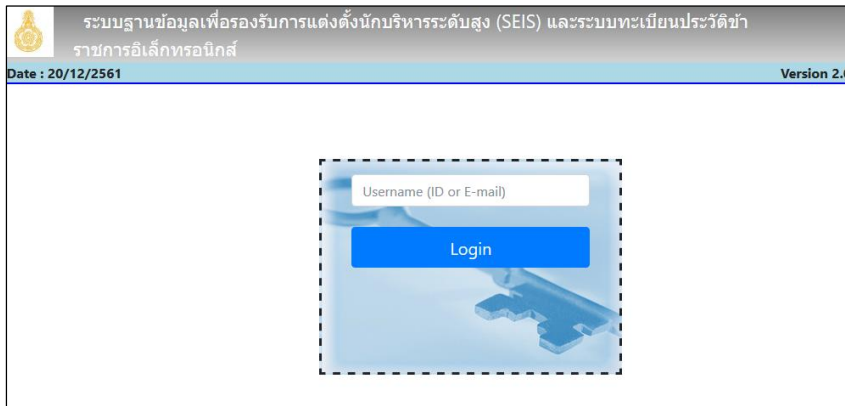 ระบบฐานข้อมูลเพื่อรองรับการแต่งตั้งนักบริหารระดับสูง (SEIS) และระบบทะเบียนประวัติข้า
ราชการอิเล็กทรอนิกส์
Date : 20/12/2561 Version 2.
Username (ID or E-mail)
Login